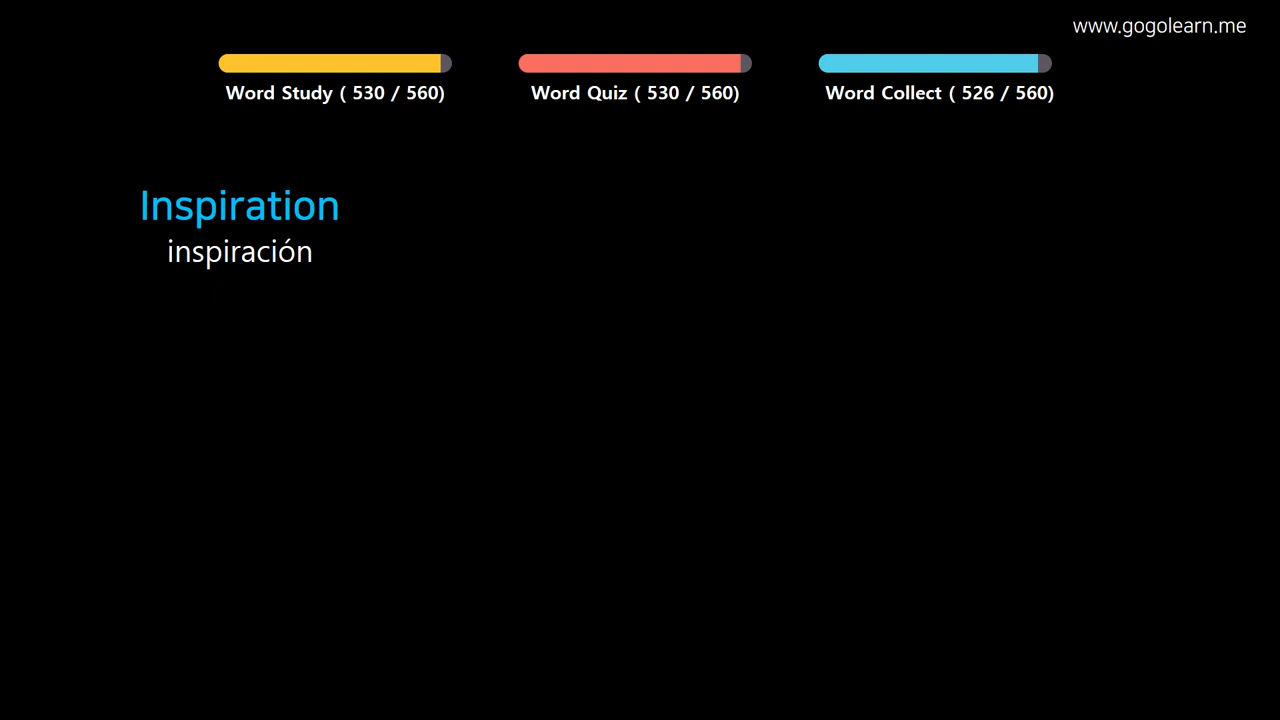 www.gogolearn.me
Word Study ( 530 / 560)
Word Quiz ( 530 / 560)
Word Collect ( 526 / 560)
Inspiration
inspiración